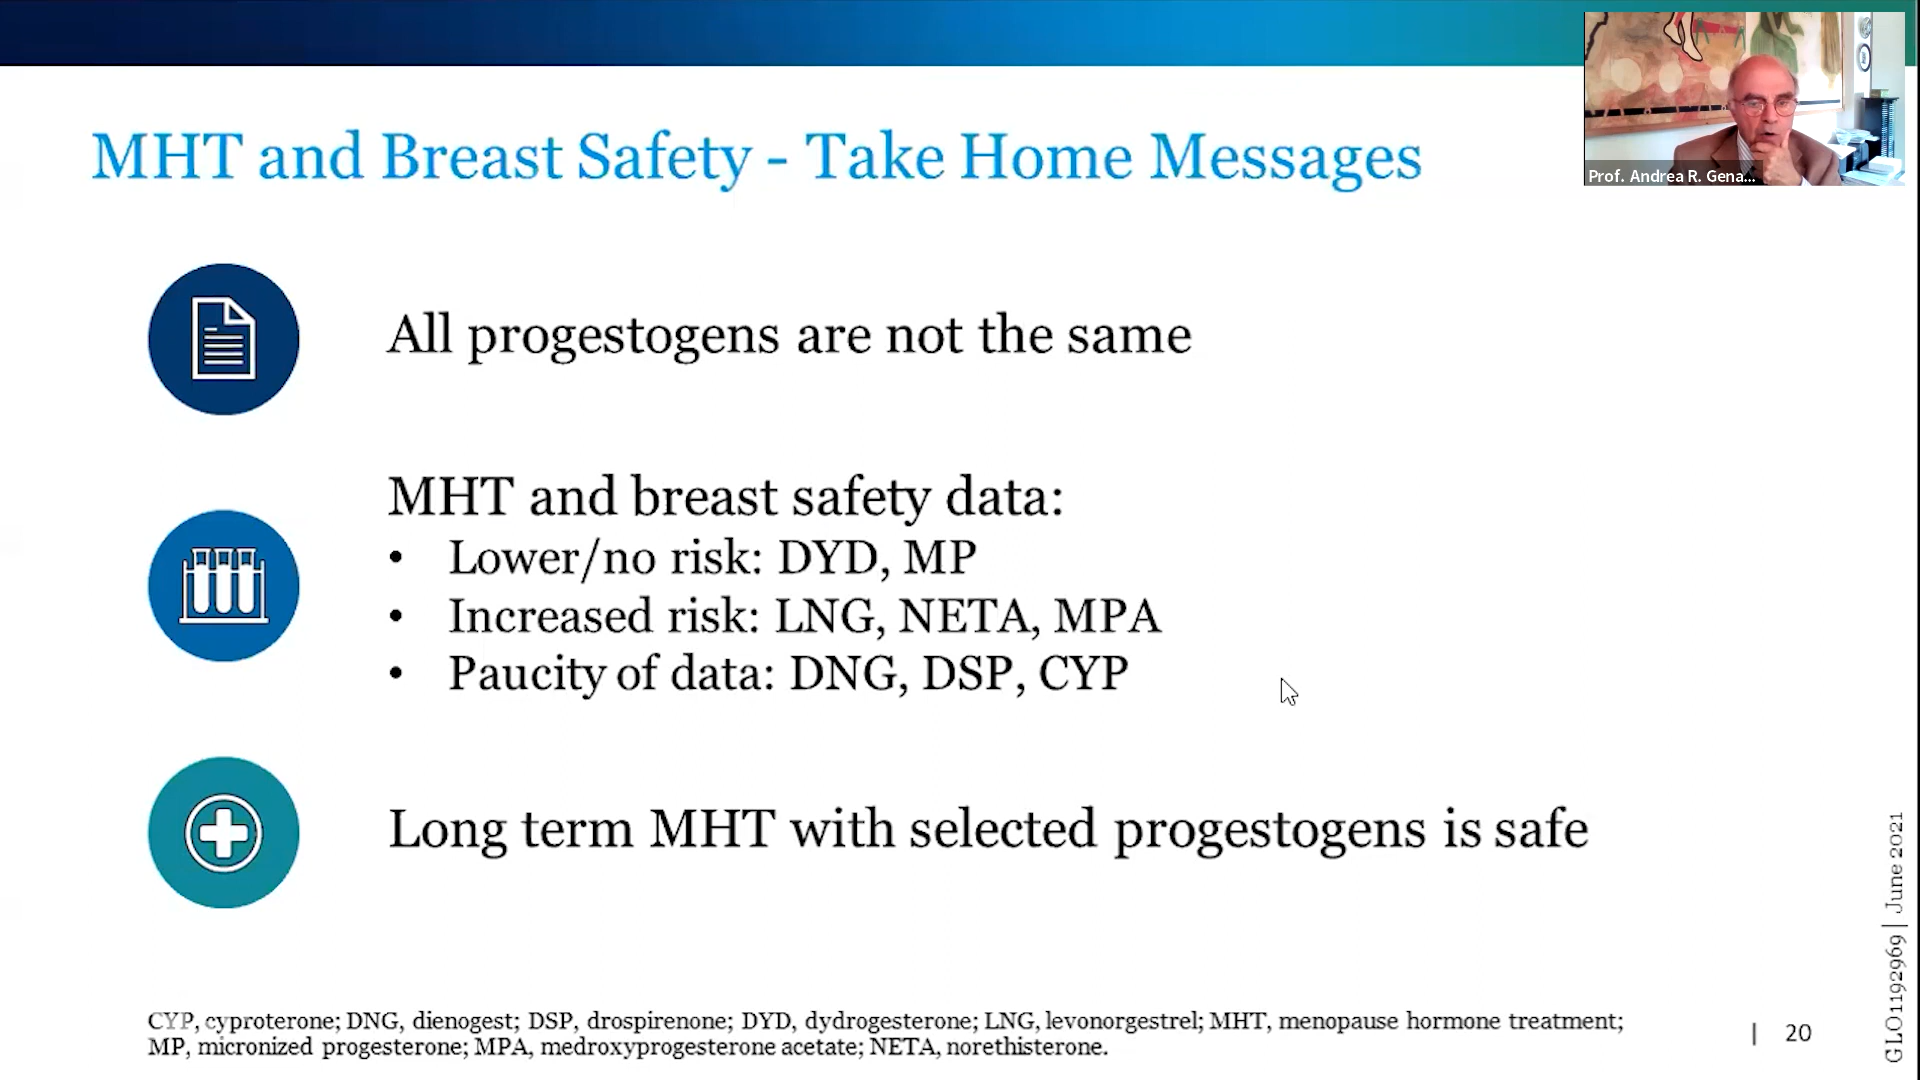 MHT and Breast Safety - Take Home Messages
Prof. Andrea R. Gena...
All progestogens are not the same
MHT and breast safety data:
• Lower/no risk: DYD, MP
• Increased risk: LNG, NETA, MPA
• Paucity of data: DNG, DSP, CYP
Long term MHT with selected progestogens is safe
CYP, cyproterone; DNG, dienogest; DSP, drospirenone; DYD, dydrogesterone; LNG, levonorgestrel; MHT, menopause hormone treatment;
MP, micronized progesterone; MPA, medroxyprogesterone acetate; NETA, norethisterone.
| 20
GLO1192969 | June 2021